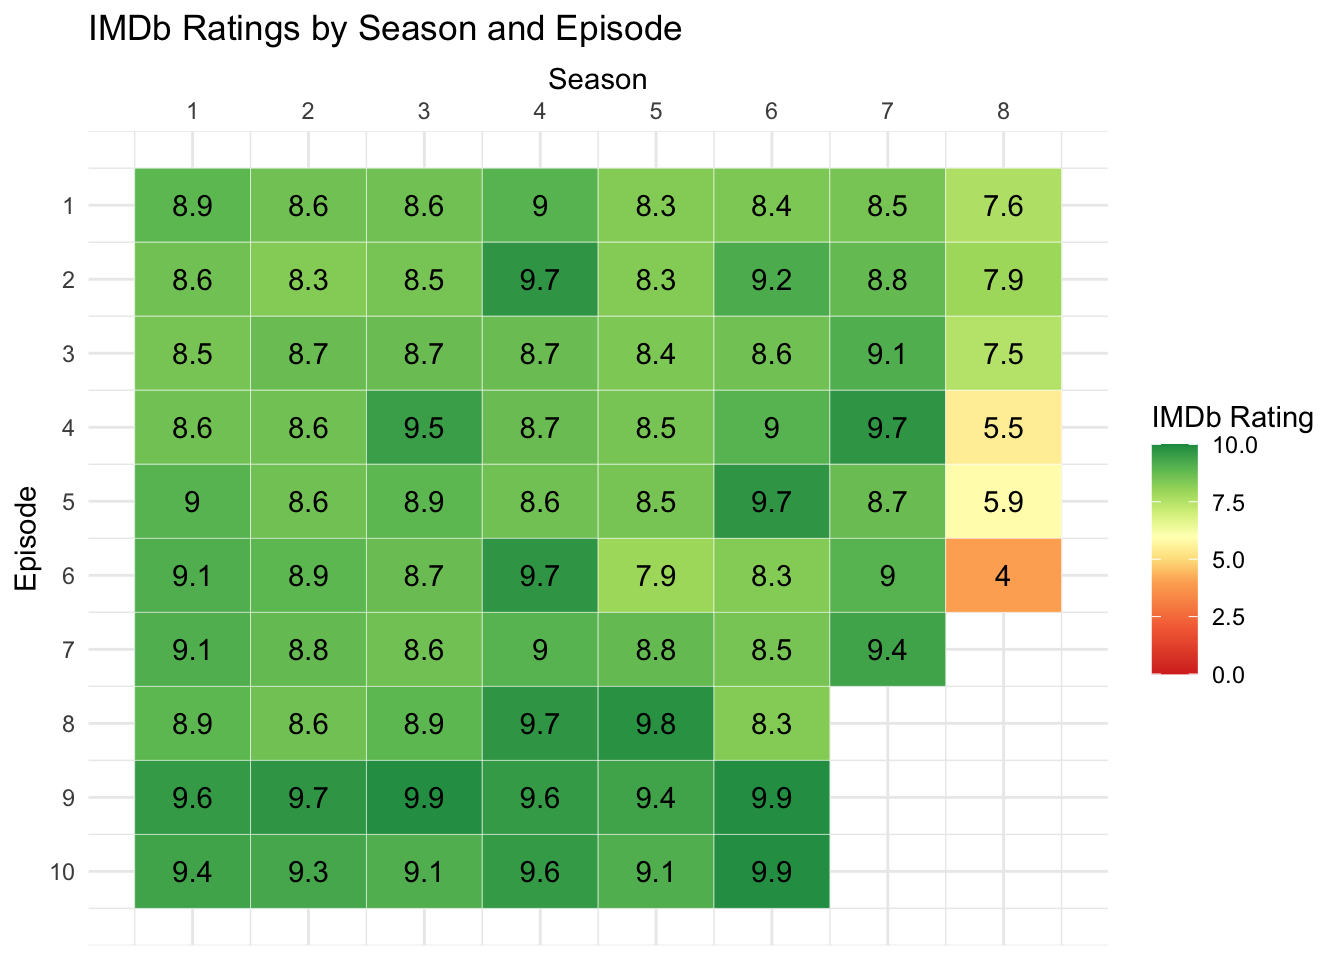 IMDb Ratings by Season and Episode
Season
1 2 3 4 5 6 7 8
1 8.9 8.6 8.6 9 8.3 8.4 8.5 7.6
2 8.6 8.3 8.5 9.7 8.3 9.2 8.8 7.9
3 8.5 8.7 8.7 8.7 8.4 8.6 9.1 7.5
4 8.6 8.6 9.5 8.7 8.5 9 9.7 5.5
5 9 8.6 8.9 8.6 8.5 9.7 8.7 5.9
6 9.1 8.9 8.7 9.7 7.9 8.3 9 4
7 9.1 8.8 8.6 9 8.8 8.5 9.4
8 8.9 8.6 8.9 9.7 9.8 8.3
9 9.6 9.7 9.9 9.6 9.4 9.9
10 9.4 9.3 9.1 9.6 9.1 9.9
Episode
IMDb Rating
10.0
7.5
5.0
2.5
0.0